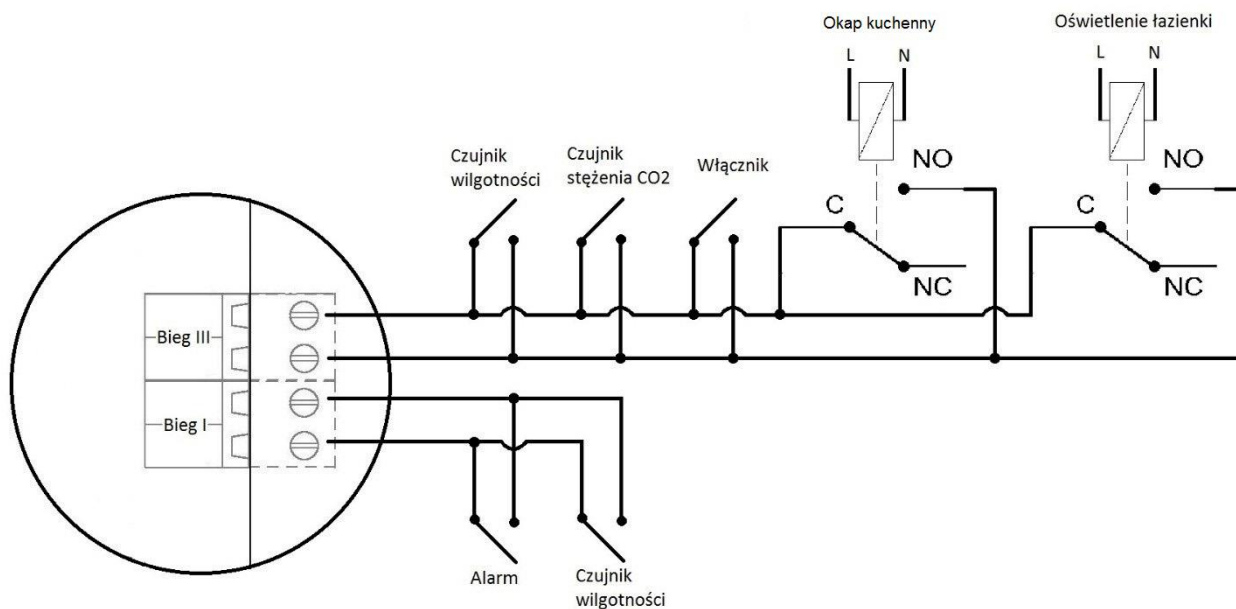 Okap kuchenny
Oświetlenie łazienki
L
N
L
N
Czujnik
wilgotności
Czujnik
stężenia CO2
Włącznik
NO
C
NC
NO
C
NC
Bieg III
Bieg I
Alarm
Czujnik
wilgotności